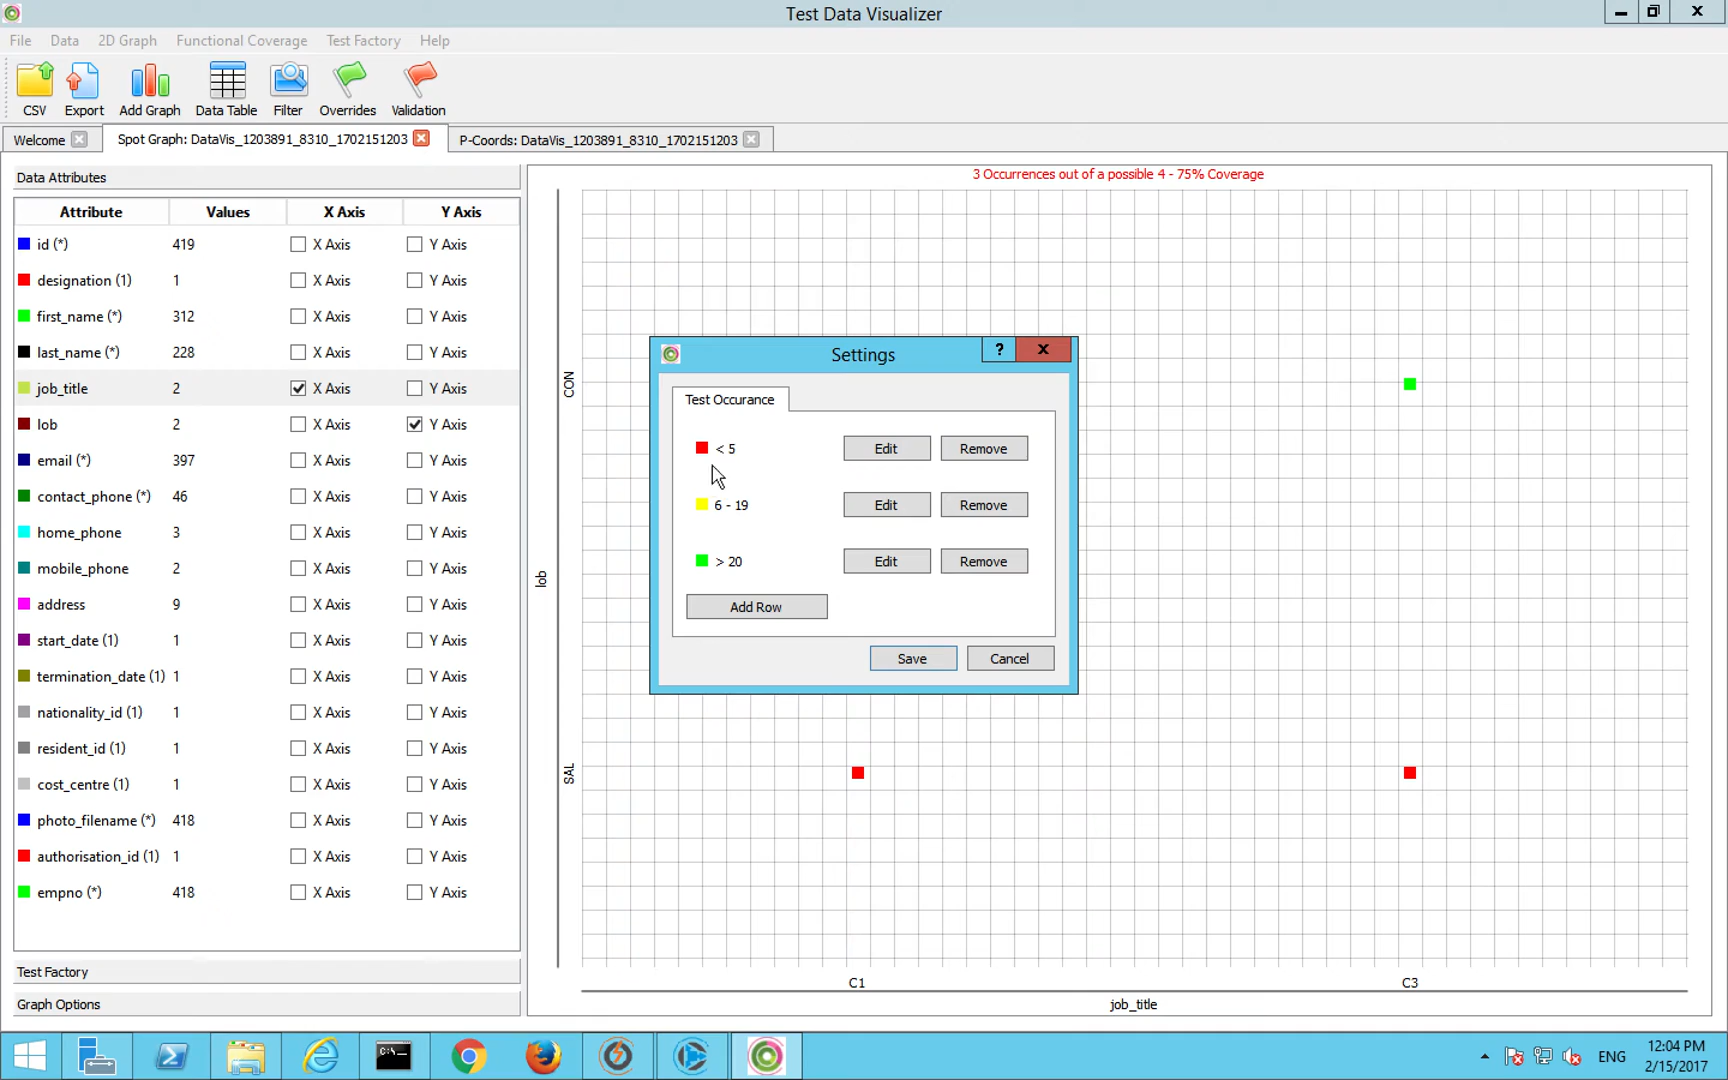 Test Data Visualizer
File Data 2D Graph Functional Coverage Test Factory Help
CSV Export Add Graph Data Table Filter Overrides Validation
Welcome Spot Graph: DataVis_1203891_8310_1702151203 P-Coords: DataVis_1203891_8310_1702151203
Data Attributes
3 Occurrences out of a possible 4 - 75% Coverage
Attribute Values X Axis Y Axis
id (*) 419 X Axis Y Axis
designation (1) 1 X Axis Y Axis
first_name (*) 312 X Axis Y Axis
last_name (*) 228 X Axis Y Axis
job_title 2 X Axis Y Axis
lob 2 X Axis Y Axis
email (*) 397 X Axis Y Axis
contact_phone (*) 46 X Axis Y Axis
home_phone 3 X Axis Y Axis
mobile_phone 2 X Axis Y Axis
address 9 X Axis Y Axis
start_date (1) 1 X Axis Y Axis
termination_date (1) 1 X Axis Y Axis
nationality_id (1) 1 X Axis Y Axis
resident_id (1) 1 X Axis Y Axis
cost_centre (1) 1 X Axis Y Axis
photo_filename (*) 418 X Axis Y Axis
authorisation_id (1) 1 X Axis Y Axis
empno (*) 418 X Axis Y Axis
Test Factory
Graph Options
lob
CON
SAL
Settings ?
Test Occurance
< 5 Edit Remove
6 - 19 Edit Remove
> 20 Edit Remove
Add Row
Save Cancel
C1 C3
job_title
ENG
12:04 PM
2/15/2017